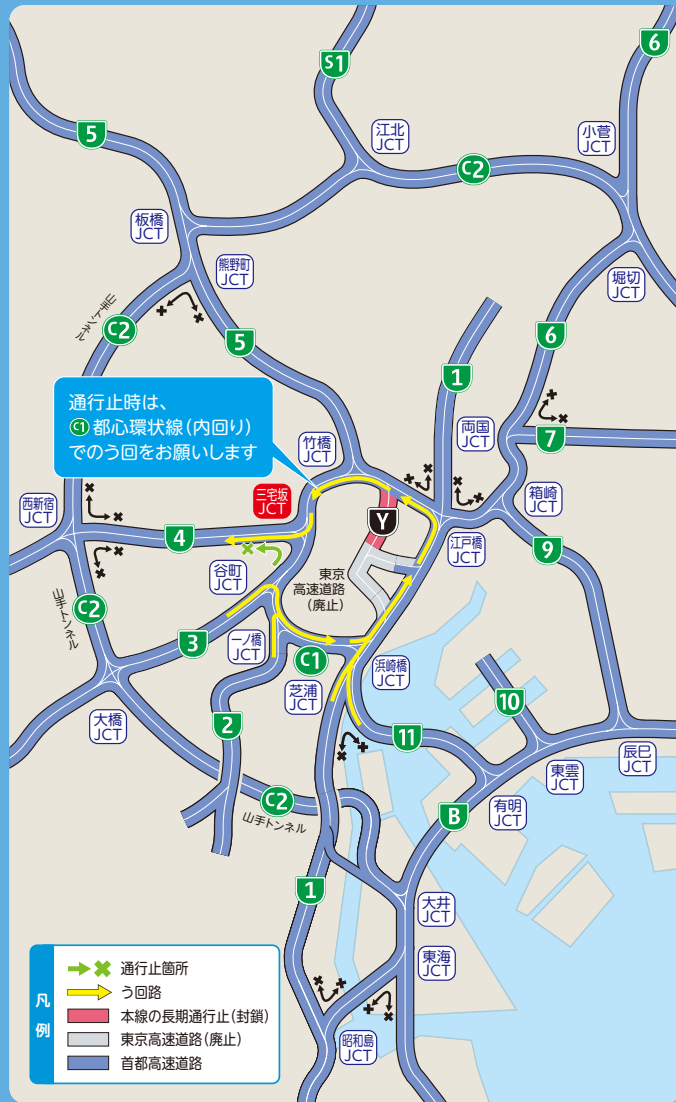 6
S1
江北
JCT
小菅
JCT
5
C2
板橋
JCT
熊野町
JCT
堀切
JCT
山手トンネル
C2
5
6
1
通行止時は、
C1 都心環状線(内回り)
でのう回をお願いします
竹橋
JCT
両国
JCT
7
三宅坂
JCT
箱崎
JCT
西新宿
JCT
4
Y
江戸橋
JCT
9
谷町
JCT
東京
高速道路
(廃止)
山手トンネル
C2
3
一ノ橋
JCT
C1
浜崎橋
JCT
芝浦
JCT
大橋
JCT
2
11
10
辰巳
JCT
東雲
JCT
有明
JCT
C2
山手トンネル
B
1
大井
JCT
東海
JCT
昭和島
JCT
凡例
通行止箇所
う回路
本線の長期通行止(封鎖)
東京高速道路(廃止)
首都高速道路